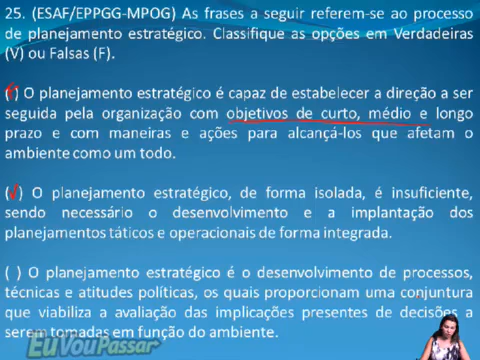 25. (ESAF/EPPGG-MPOG) As frases a seguir referem-se ao processo
de planejamento estratégico. Classifique as opções em Verdadeiras
(V) ou Falsas (F).
( ) O planejamento estratégico é capaz de estabelecer a direção a ser
seguida pela organização com objetivos de curto, médio e longo
prazo e com maneiras e ações para alcançá-los que afetam o
ambiente como um todo.
( ) O planejamento estratégico, de forma isolada, é insuficiente,
sendo necessário o desenvolvimento e a implantação dos
planejamentos táticos e operacionais de forma integrada.
( ) O planejamento estratégico é o desenvolvimento de processos,
técnicas e atitudes políticas, os quais proporcionam uma conjuntura
que viabiliza a avaliação das implicações presentes de decisões a
serem tomadas em função do ambiente.
EuVouPassar